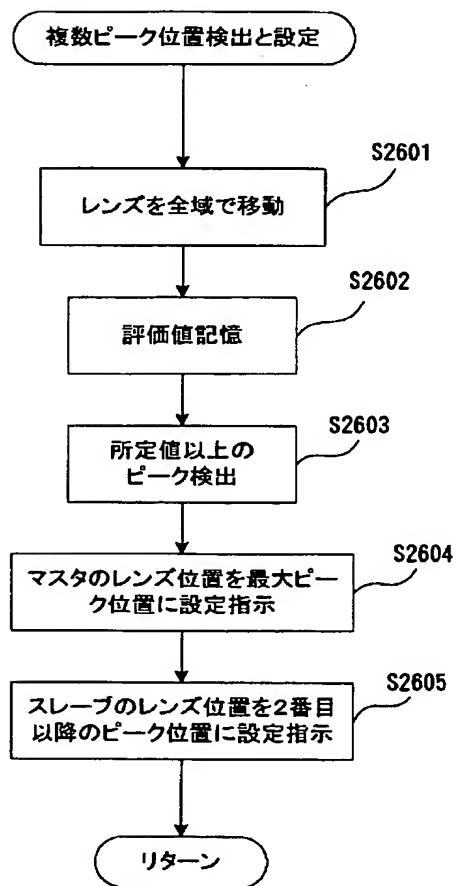 複数ピーク位置検出と設定
S2601
レンズを全域で移動
S2602
評価値記憶
S2603
所定値以上の
ピーク検出
S2604
マスタのレンズ位置を最大ピー
ク位置に設定指示
S2605
スレーブのレンズ位置を2番目
以降のピーク位置に設定指示
リターン